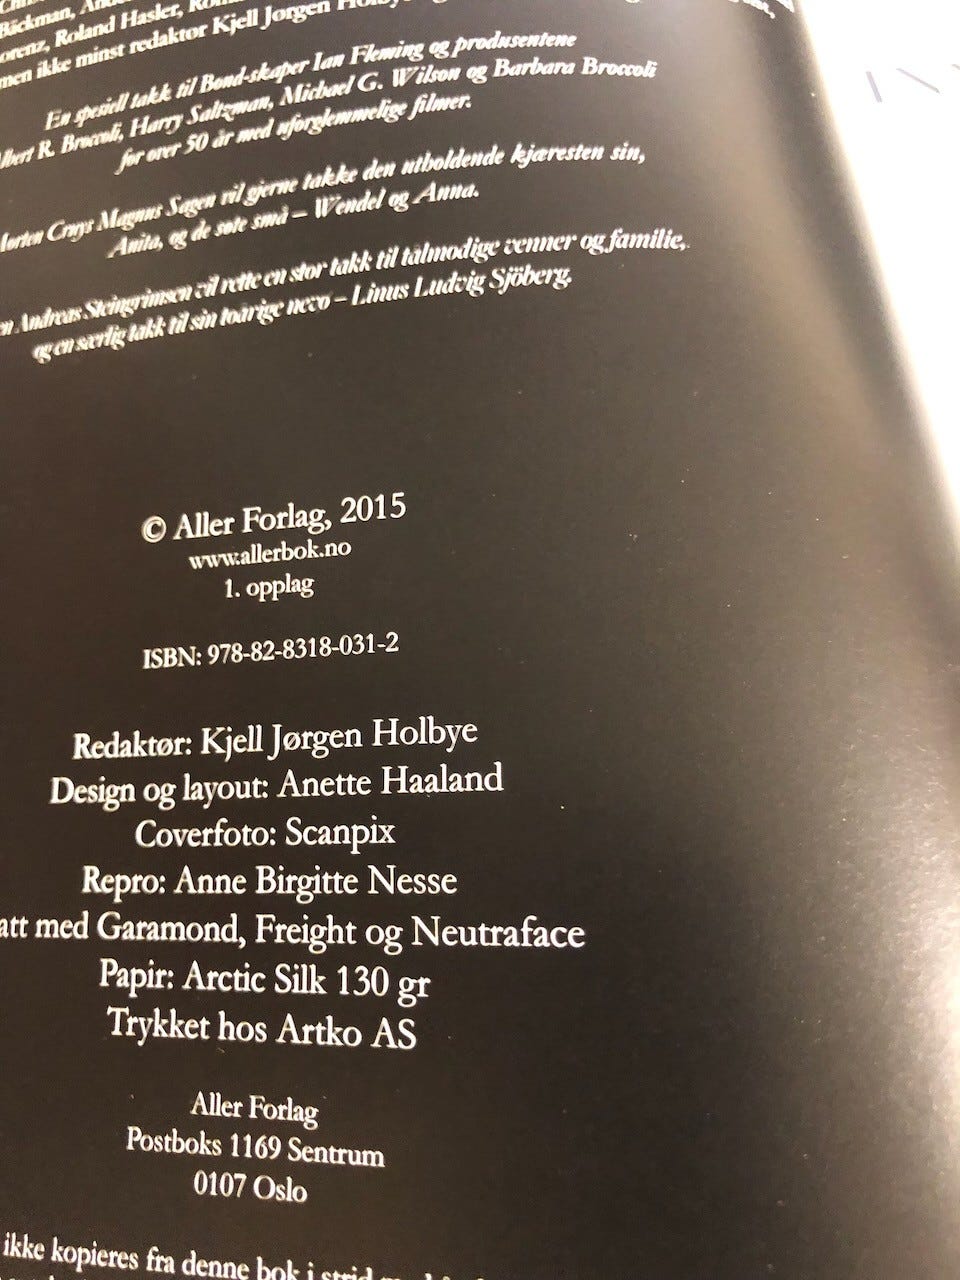 Bäckman,
orenz, Roland Hasler,
men ikke minst redaktør Kjell Jørgen
En spesiell takk til Bond-skaper Ian Fleming og produsentene
Albert R. Broccoli, Harry Saltzman, Michael G. Wilson og Barbara Broccoli
for over 50 år med uforglemmelige filmer.
Morten Cruys Magnus Sagen vil gjerne takke den utholdende kjæresten sin,
Anita, og de søte små – Wendel og Anna.
Andreas Steingrimsen vil rette en stor takk til tålmodige venner og familie,
og en særlig takk til sin toårige nevø – Linus Ludvig Sjöberg.
© Aller Forlag, 2015
www.allerbok.no
1. opplag
ISBN: 978-82-8318-031-2
Redaktør: Kjell Jørgen Holbye
Design og layout: Anette Haaland
Coverfoto: Scanpix
Repro: Anne Birgitte Nesse
att med Garamond, Freight og Neutraface
Papir: Arctic Silk 130 gr
Trykket hos Artko AS
Aller Forlag
Postboks 1169 Sentrum
0107 Oslo
ikke kopieres fra denne bok i strid